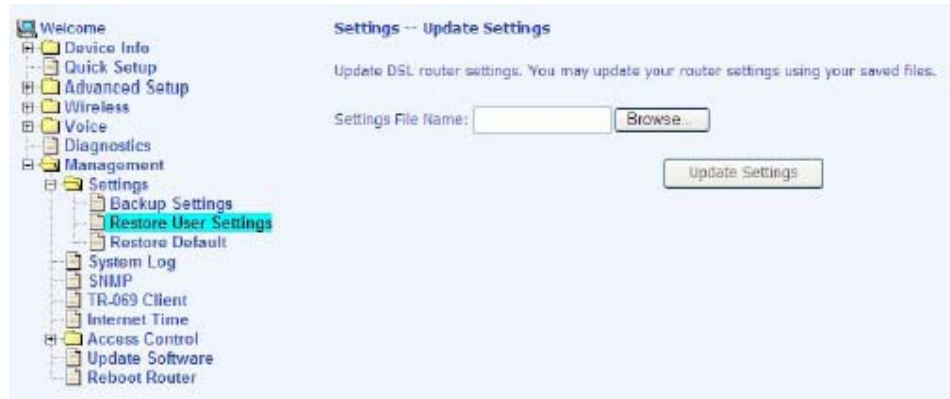 Welcome
Device Info
Quick Setup
Advanced Setup
Wireless
Voice
Diagnostics
Management
Settings
Backup Settings
Restore User Settings
Restore Default
System Log
SNMP
TR-069 Client
Internet Time
Access Control
Update Software
Reboot Router
Settings -- Update Settings
Update DSL router settings. You may update your router settings using your saved files.
Settings File Name:
Browse...
Update Settings